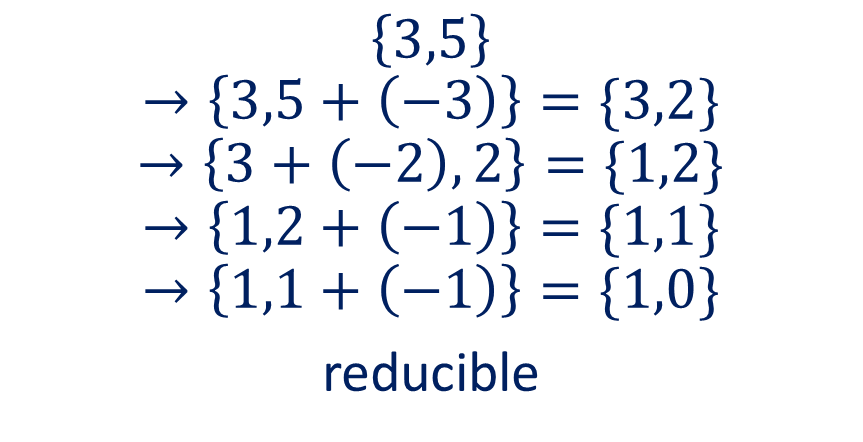 {3,5}
→ {3,5 + (−3)} = {3,2}
→ {3 + (−2), 2} = {1,2}
→ {1,2 + (−1)} = {1,1}
→ {1,1 + (−1)} = {1,0}
reducible